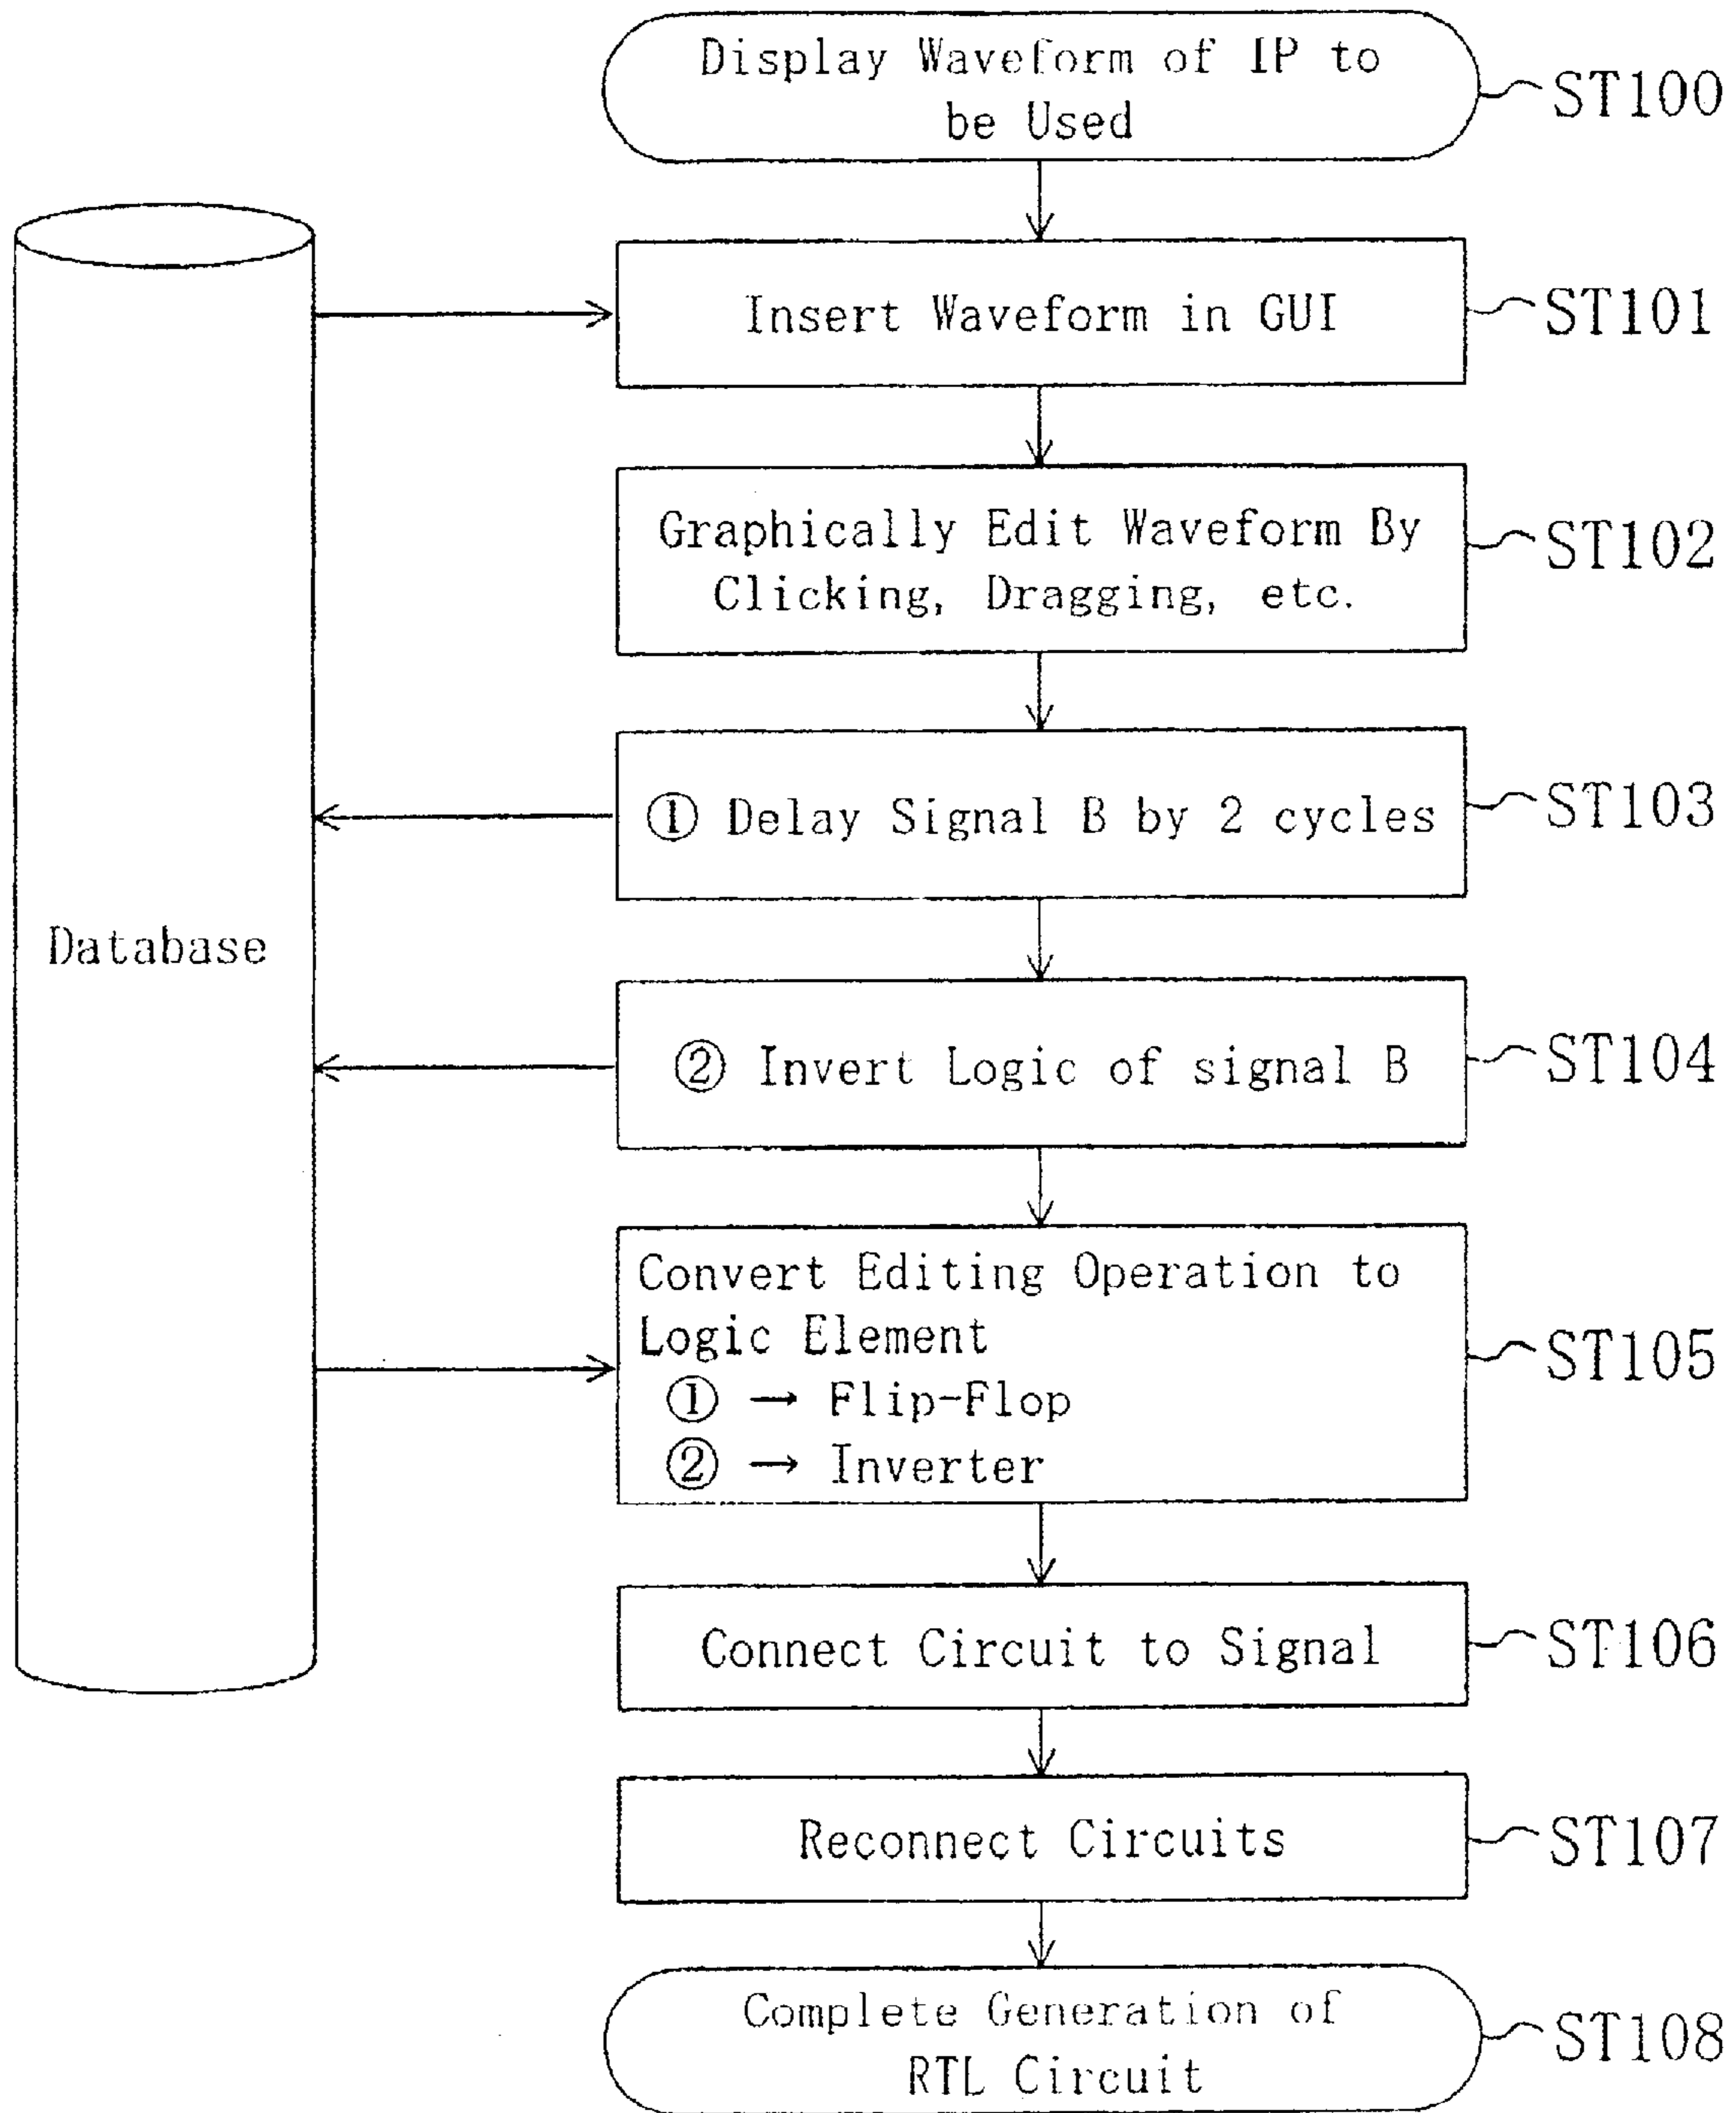 Display Waveform of IP to
be Used
ST100
Insert Waveform in GUI
ST101
Graphically Edit Waveform By
Clicking, Dragging, etc.
ST102
① Delay Signal B by 2 cycles
ST103
Database
② Invert Logic of signal B
ST104
Convert Editing Operation to
Logic Element
① → Flip-Flop
② → Inverter
ST105
Connect Circuit to Signal
ST106
Reconnect Circuits
ST107
Complete Generation of
RTL Circuit
ST108